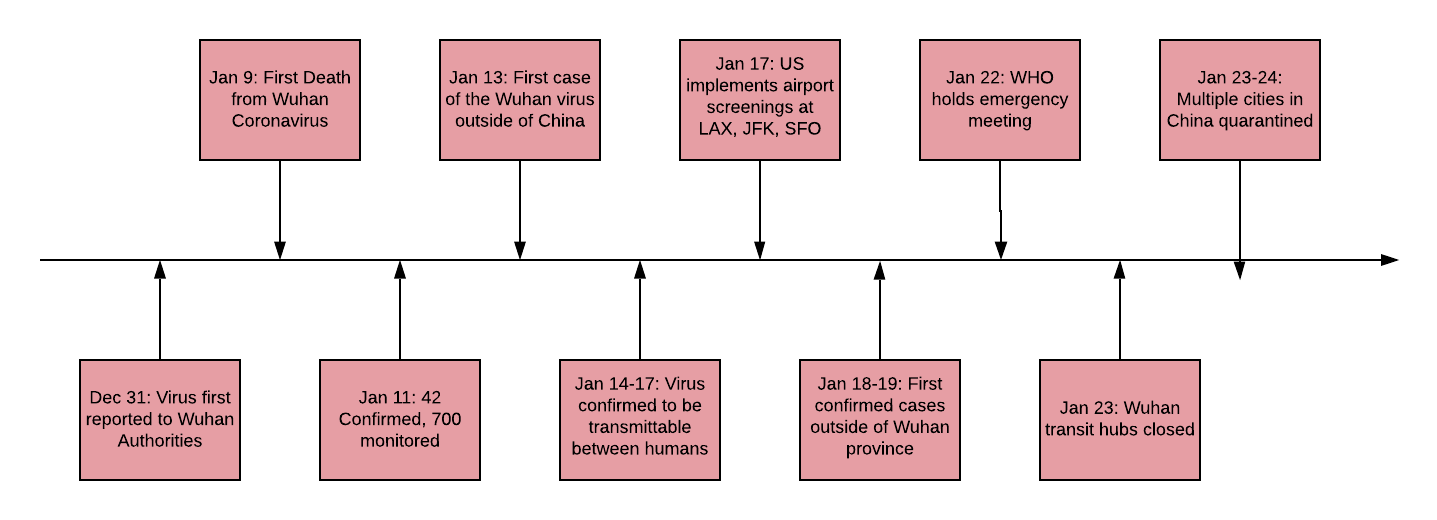 Jan 9: First Death
from Wuhan
Coronavirus
Jan 13: First case
of the Wuhan virus
outside of China
Jan 17: US
implements airport
screenings at
LAX, JFK, SFO
Jan 22: WHO
holds emergency
meeting
Jan 23-24:
Multiple cities in
China quarantined
Dec 31: Virus first
reported to Wuhan
Authorities
Jan 11: 42
Confirmed, 700
monitored
Jan 14-17: Virus
confirmed to be
transmittable
between humans
Jan 18-19: First
confirmed cases
outside of Wuhan
province
Jan 23: Wuhan
transit hubs closed